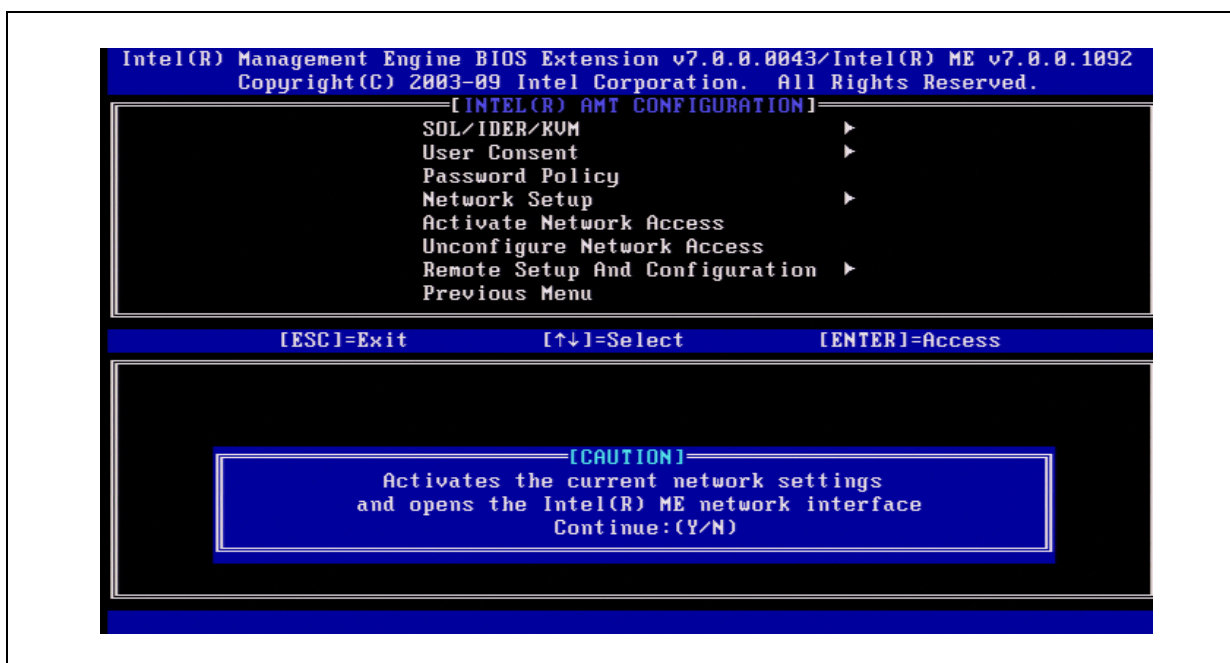 Intel(R) Management Engine BIOS Extension v7.0.0.0043/Intel(R) ME v7.0.0.1092
Copyright(C) 2003-09 Intel Corporation. All Rights Reserved.
[INTEL(R) AMT CONFIGURATION]
SOL/IDER/KVM ►
User Consent ►
Password Policy
Network Setup ►
Activate Network Access
Unconfigure Network Access
Remote Setup And Configuration ►
Previous Menu
[ESC]=Exit [↑↓]=Select [ENTER]=Access
[CAUTION]
Activates the current network settings
and opens the Intel(R) ME network interface
Continue:(Y/N)